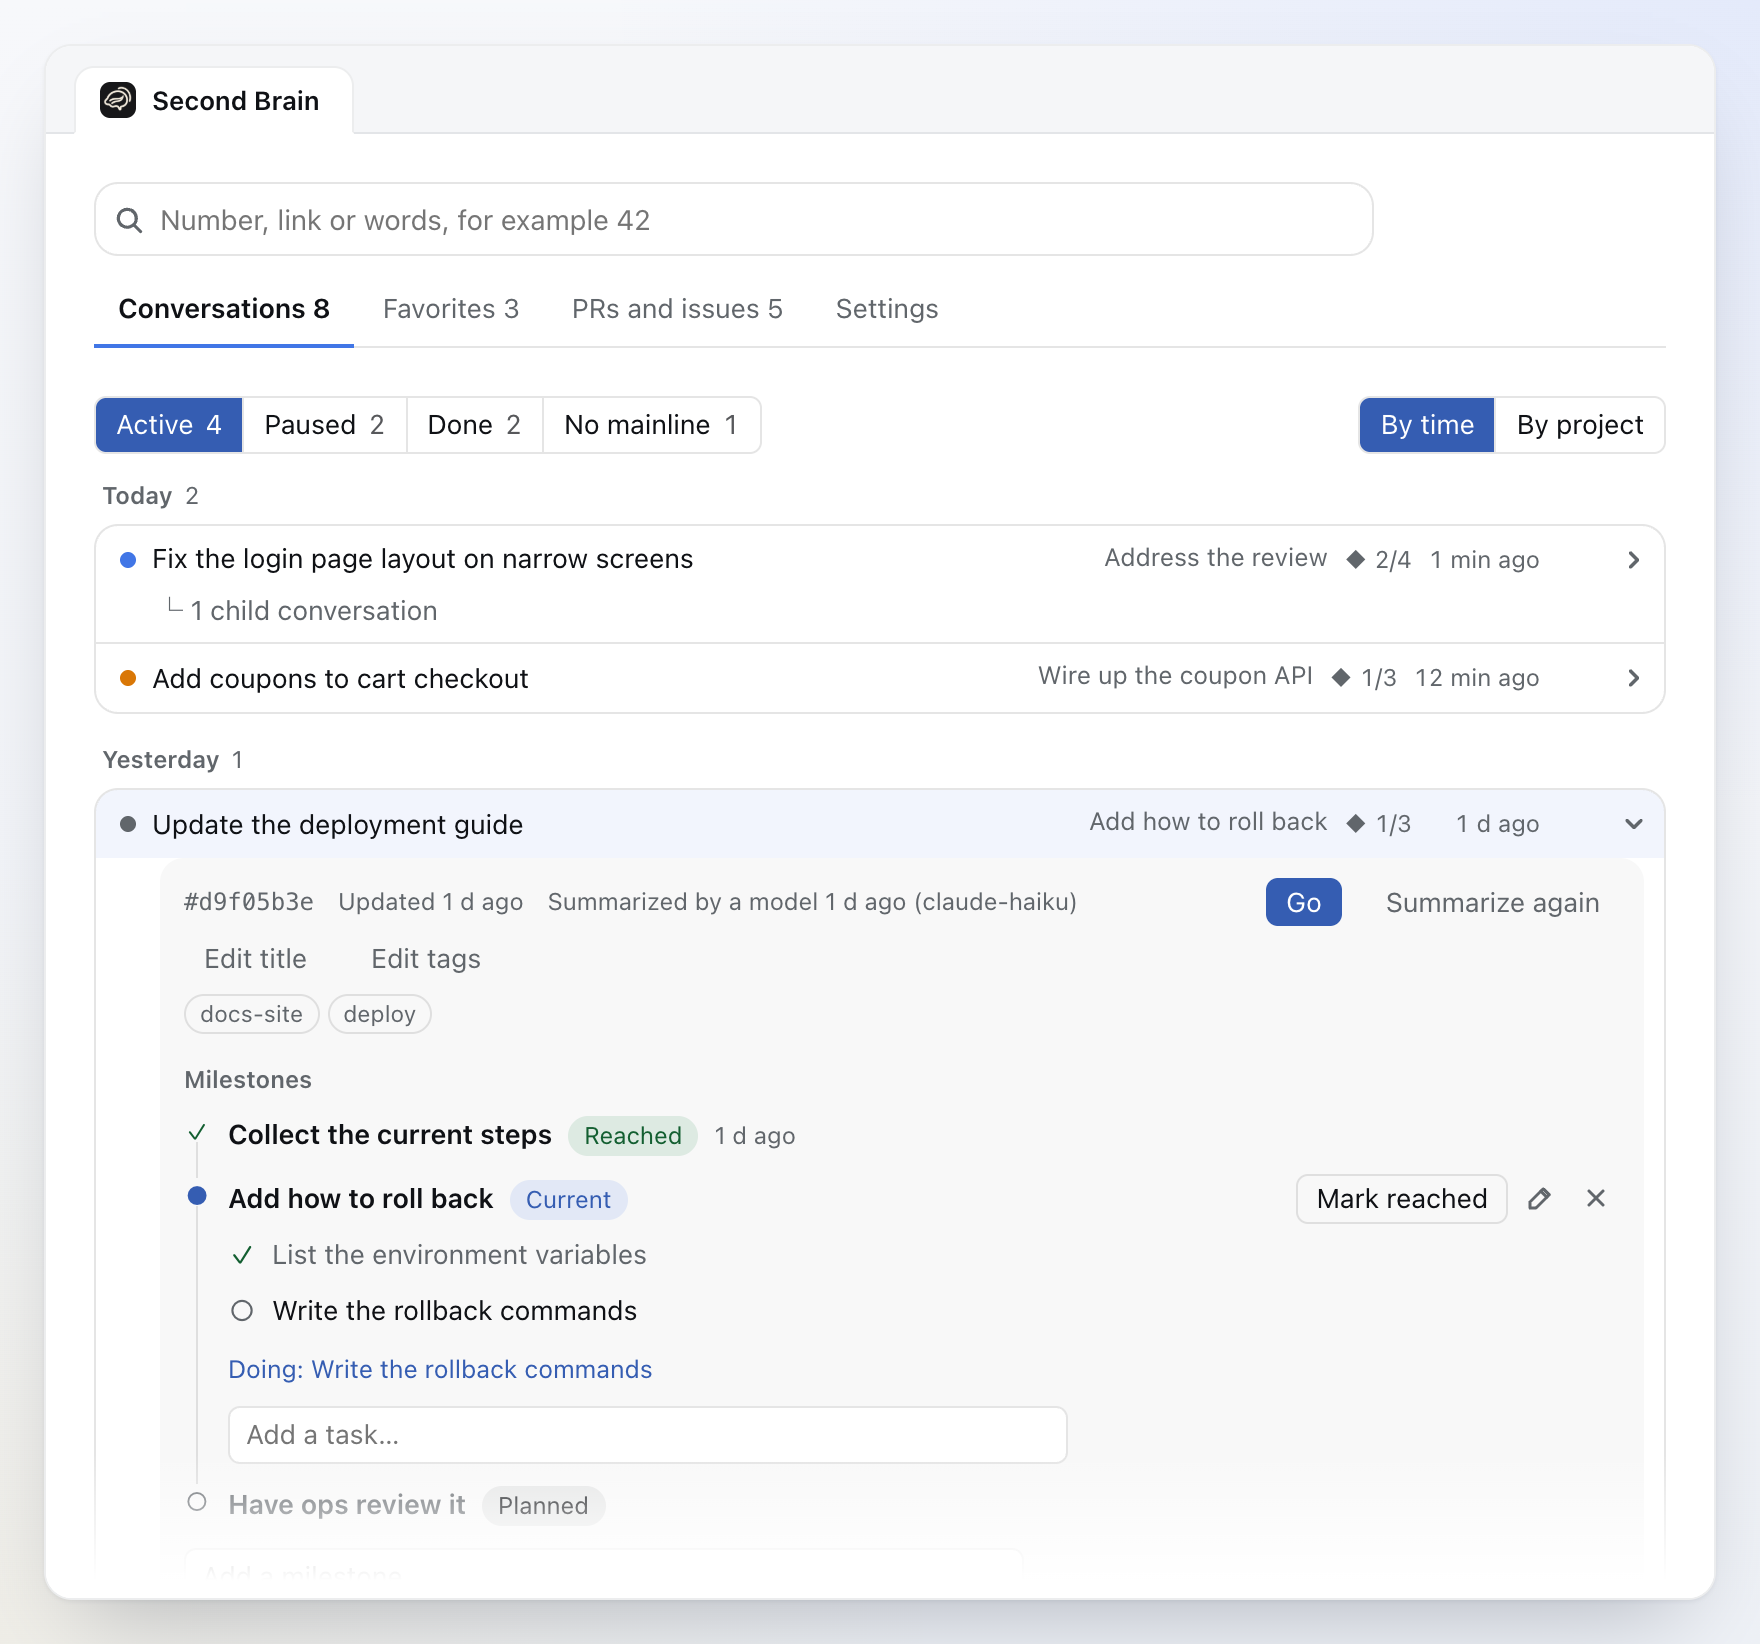 Second Brain
Number, link or words, for example 42
Conversations 8 Favorites 3 PRs and issues 5 Settings
Active 4 Paused 2 Done 2 No mainline 1 By time By project
Today 2
Fix the login page layout on narrow screens Address the review ◆ 2/4 1 min ago
1 child conversation
Add coupons to cart checkout Wire up the coupon API ◆ 1/3 12 min ago
Yesterday 1
Update the deployment guide Add how to roll back ◆ 1/3 1 d ago
#d9f05b3e Updated 1 d ago Summarized by a model 1 d ago (claude-haiku) Go Summarize again
Edit title Edit tags
docs-site deploy
Milestones
Collect the current steps Reached 1 d ago
Add how to roll back Current Mark reached
List the environment variables
Write the rollback commands
Doing: Write the rollback commands
Add a task...
Have ops review it Planned
Add a milestone